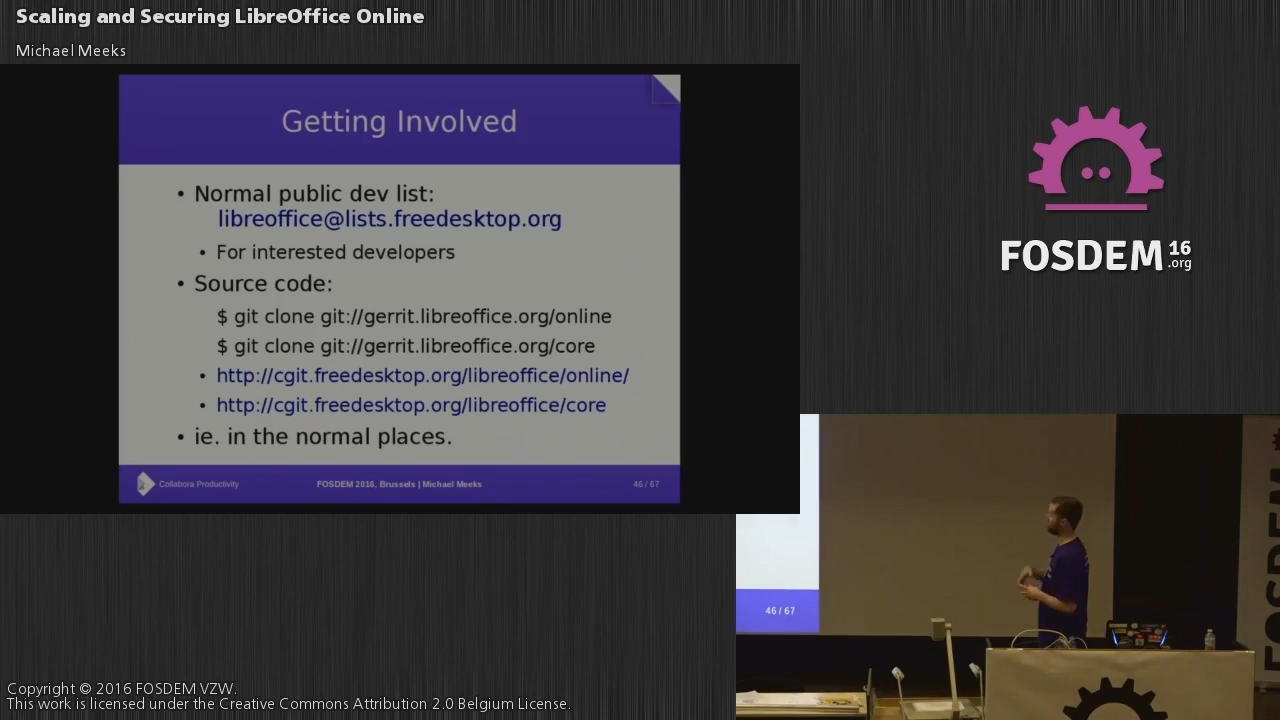 Scaling and Securing LibreOffice Online
Michael Meeks
Getting Involved
• Normal public dev list:
libreoffice@lists.freedesktop.org
• For interested developers
• Source code:
$ git clone git://gerrit.libreoffice.org/online
$ git clone git://gerrit.libreoffice.org/core
• http://cgit.freedesktop.org/libreoffice/online/
• http://cgit.freedesktop.org/libreoffice/core
• ie. in the normal places.
Collabora Productivity
FOSDEM 2016, Brussels | Michael Meeks
46 / 67
FOSDEM 16
.org
46 / 67
FOSDEM
Copyright © 2016 FOSDEM VZW.
This work is licensed under the Creative Commons Attribution 2.0 Belgium License.